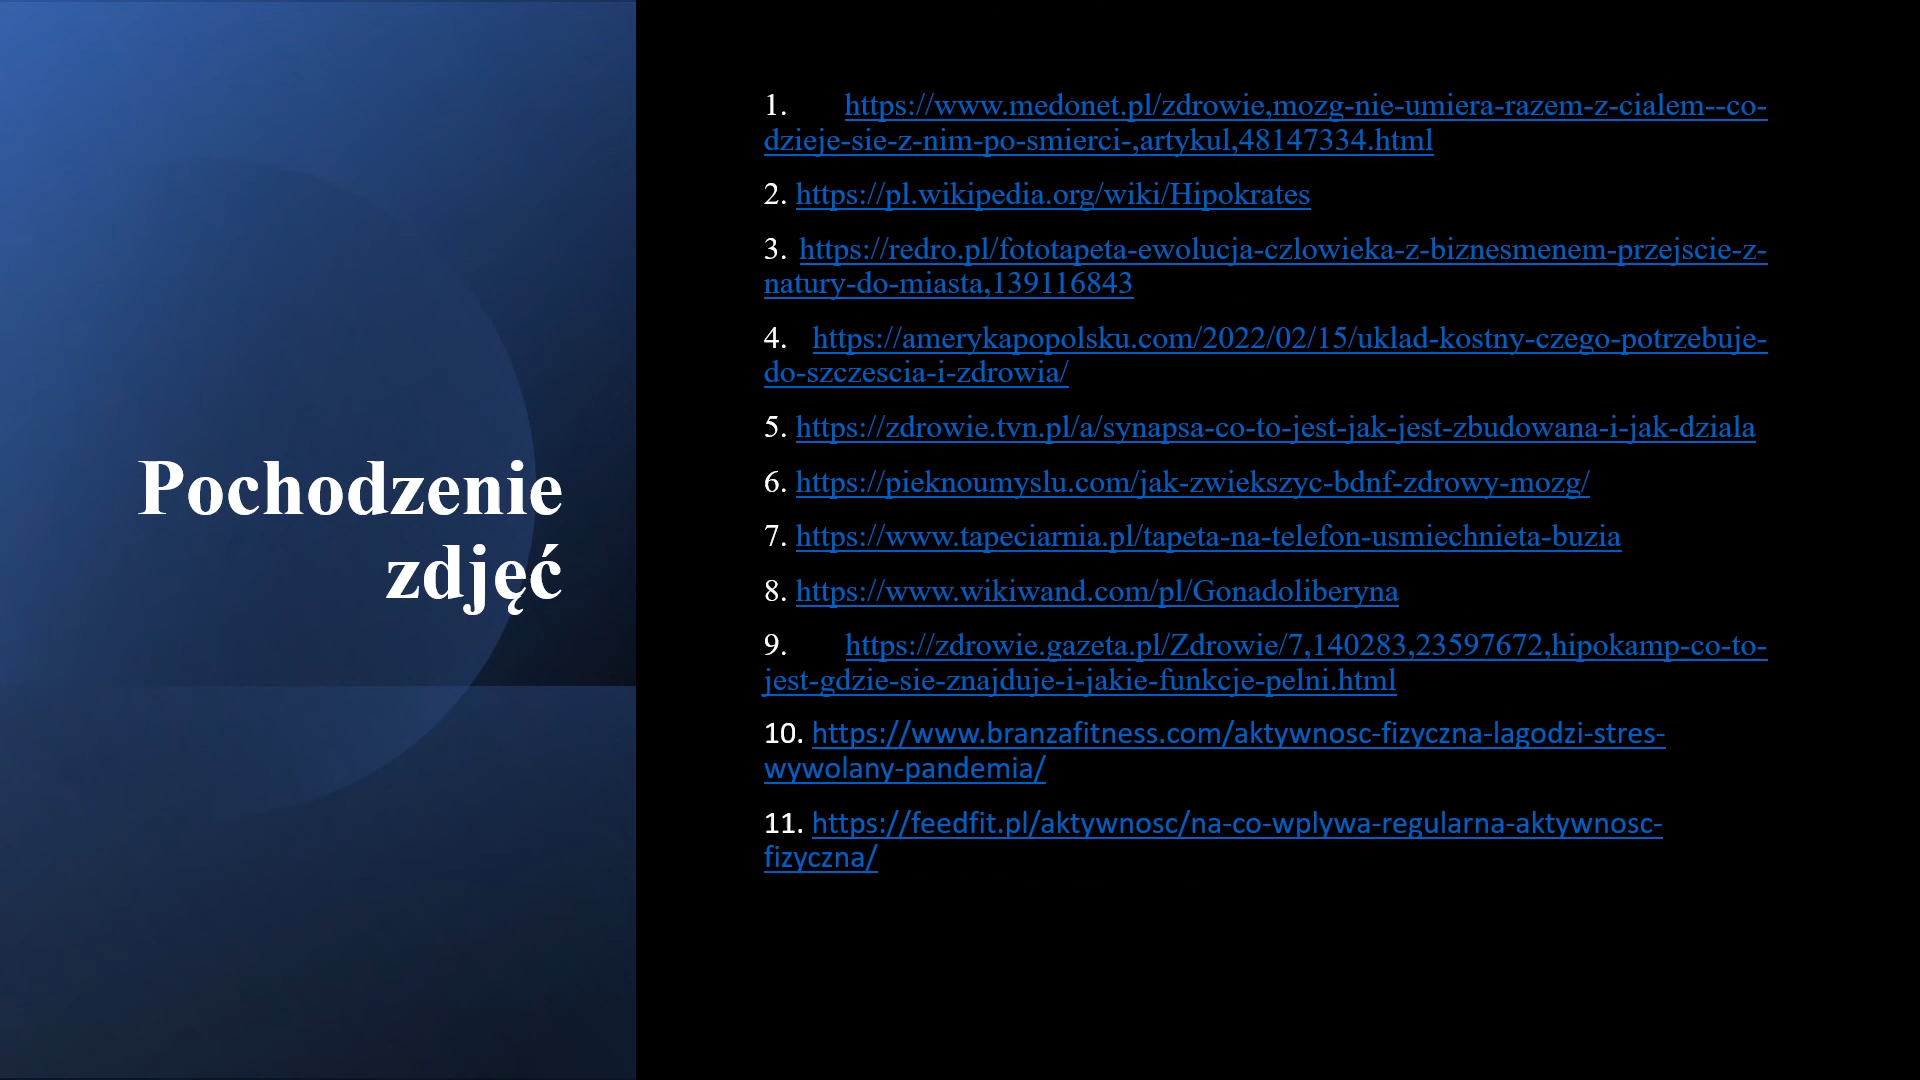 Pochodzenie
zdjęć
1. https://www.medonet.pl/zdrowie,mozg-nie-umiera-razem-z-cialem--co-
dzieje-sie-z-nim-po-smierci-,artykul,48147334.html
2. https://pl.wikipedia.org/wiki/Hipokrates
3. https://redro.pl/fototapeta-ewolucja-czlowieka-z-biznesmenem-przejscie-z-
natury-do-miasta,139116843
4. https://amerykapopolsku.com/2022/02/15/uklad-kostny-czego-potrzebuje-
do-szczescia-i-zdrowia/
5. https://zdrowie.tvn.pl/a/synapsa-co-to-jest-jak-jest-zbudowana-i-jak-dziala
6. https://pieknoumyslu.com/jak-zwiekszyc-bdnf-zdrowy-mozg/
7. https://www.tapeciarnia.pl/tapeta-na-telefon-usmiechnieta-buzia
8. https://www.wikiwand.com/pl/Gonadoliberyna
9. https://zdrowie.gazeta.pl/Zdrowie/7,140283,23597672,hipokamp-co-to-
jest-gdzie-sie-znajduje-i-jakie-funkcje-pelni.html
10. https://www.branzafitness.com/aktywnosc-fizyczna-lagodzi-stres-
wywolany-pandemia/
11. https://feedfit.pl/aktywnosc/na-co-wplywa-regularna-aktywnosc-
fizyczna/